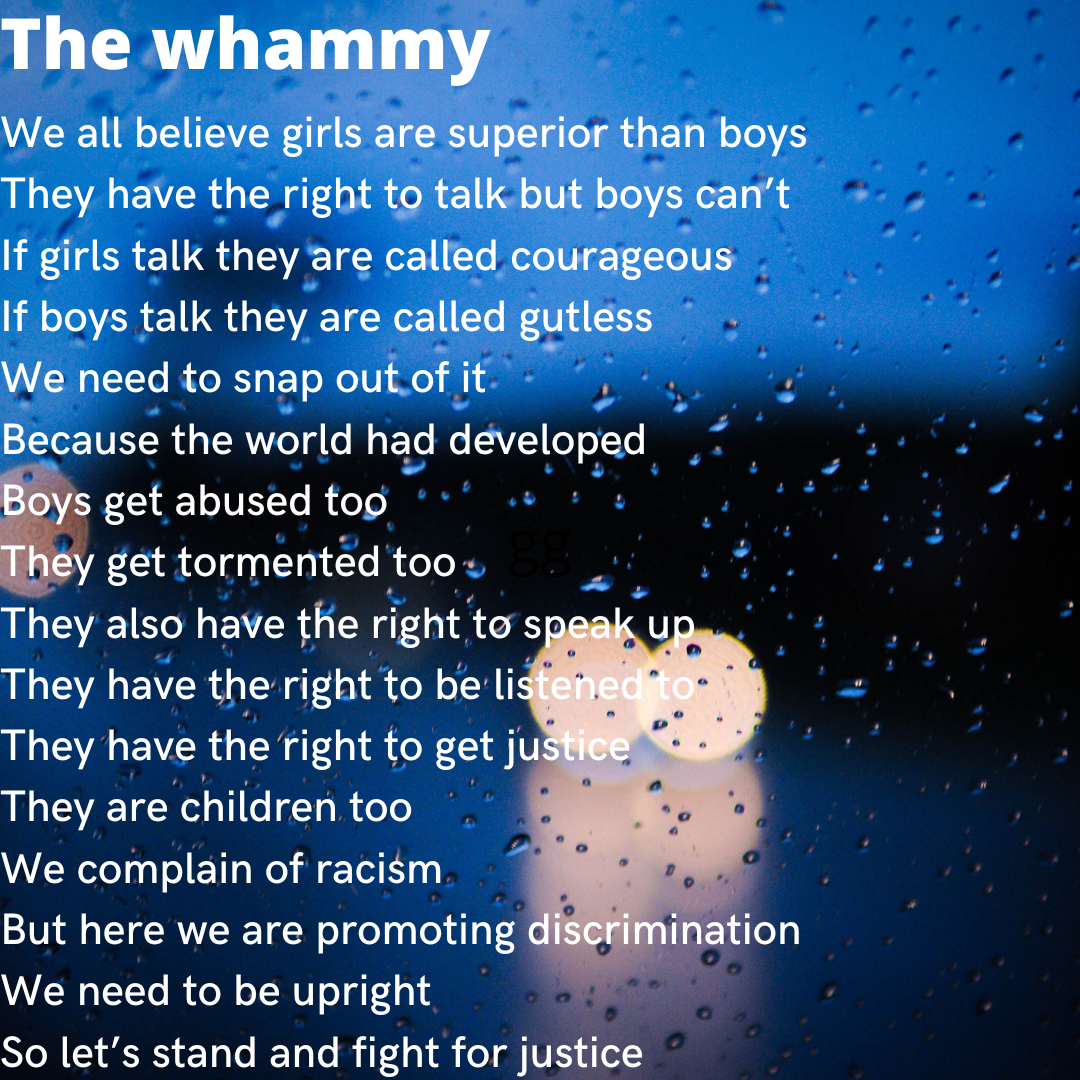 The whammy
We all believe girls are superior than boys
They have the right to talk but boys can’t
If girls talk they are called courageous
If boys talk they are called gutless
We need to snap out of it
Because the world had developed
Boys get abused too
They get tormented too
gg
They also have the right to speak up
They have the right to be listened to
They have the right to get justice
They are children too
We complain of racism
But here we are promoting discrimination
We need to be upright
So let’s stand and fight for justice